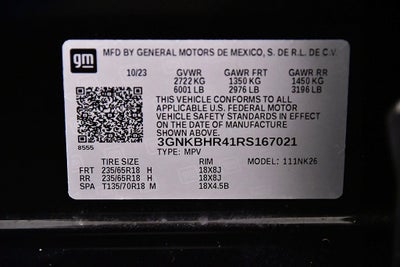 gm MFD BY GENERAL MOTORS DE MEXICO, S. DE R.L. DE C.V.
10/23 GVWR GAWR FRT GAWR RR
2722 KG 1350 KG 1450 KG
6001 LB 2976 LB 3196 LB
THIS VEHICLE CONFORMS TO ALL
APPLICABLE U.S. FEDERAL MOTOR
VEHICLE SAFETY STANDARDS IN EFFECT
ON THE DATE OF MANUFACTURE SHOWN ABOVE.
8555 3GNKBHR41RS167021
TYPE: MPV MODEL: 111NK26
TIRE SIZE RIM
FRT 235/65R18 H 18X8J
RR 235/65R18 H 18X8J
SPA T135/70R18 M 18X4.5B